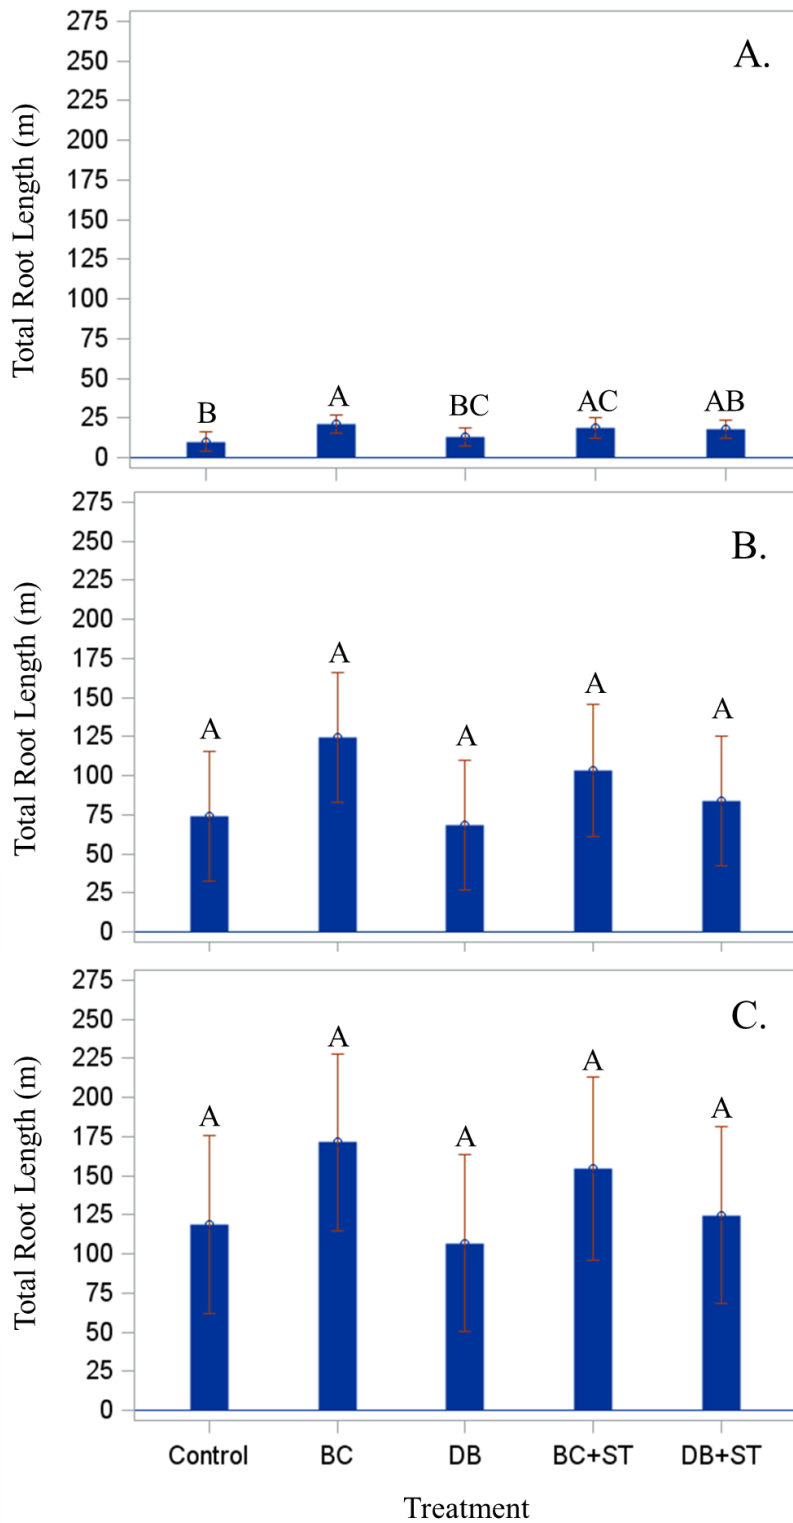 A.
Total Root Length (m)
275
250
225
200
175
150
125
100
75
50
25
0
B
A
BC
AC
AB
B.
Total Root Length (m)
275
250
225
200
175
150
125
100
75
50
25
0
A
A
A
A
A
C.
Total Root Length (m)
275
250
225
200
175
150
125
100
75
50
25
0
A
A
A
A
A
Control BC DB BC+ST DB+ST
Treatment